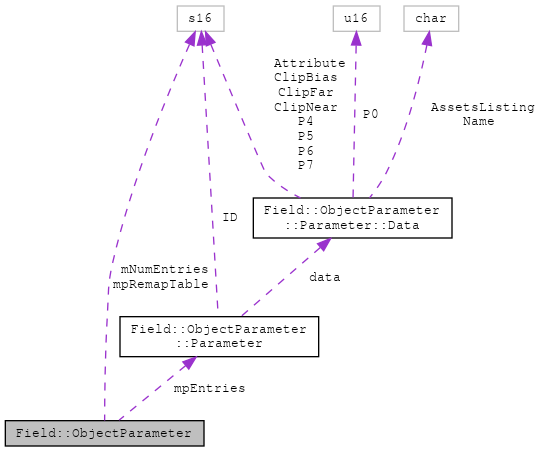 s16
u16
char
Attribute
ClipBias
ClipFar
ClipNear
P4
P5
P6
P7
P0
AssetsListing
Name
Field::ObjectParameter
::Parameter::Data
ID
mNumEntries
mpRemapTable
data
Field::ObjectParameter
::Parameter
mpEntries
Field::ObjectParameter